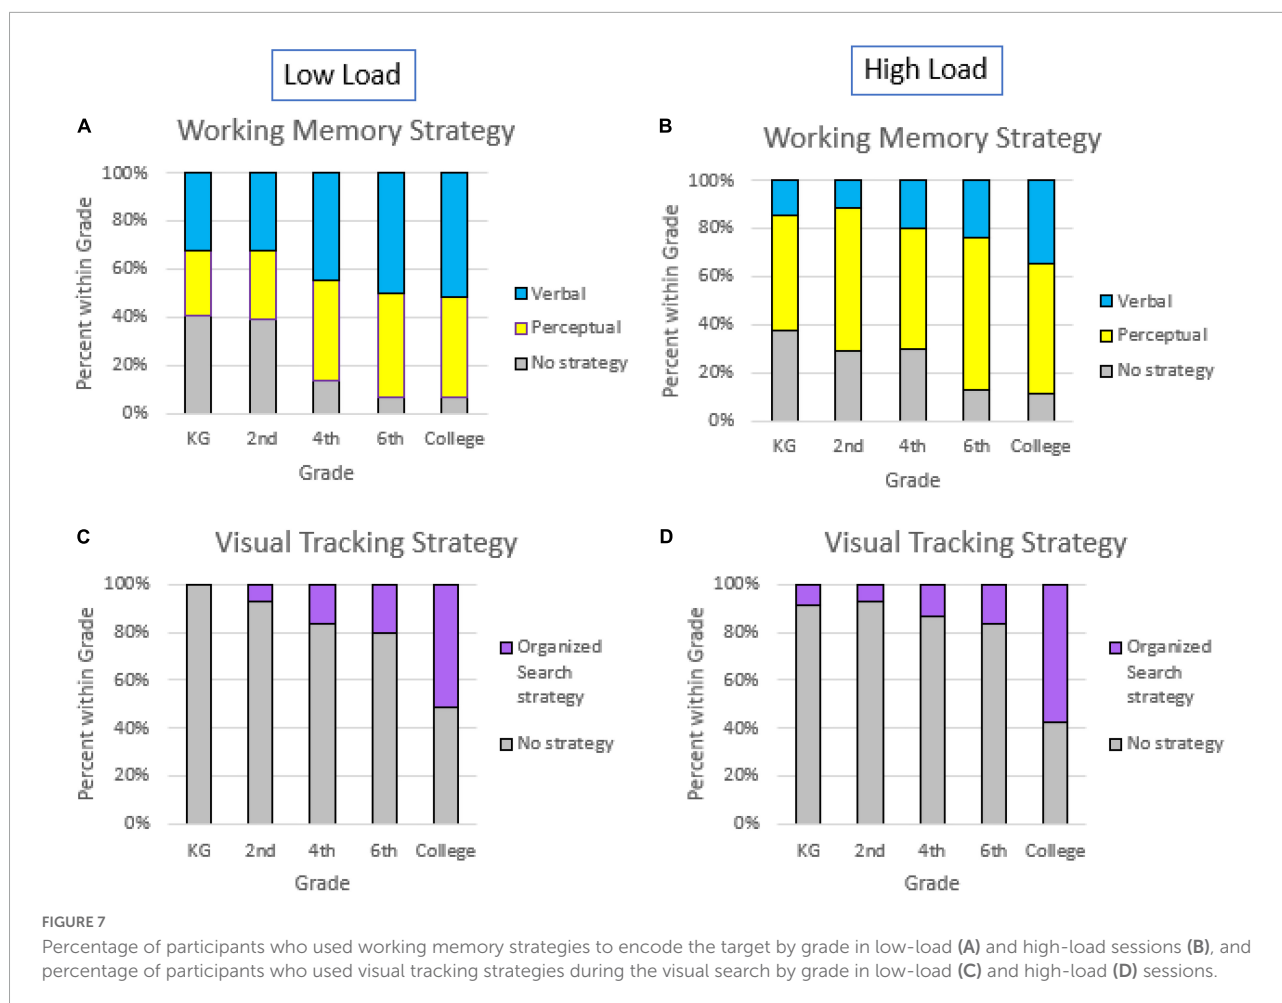 Low Load
High Load
A
Working Memory Strategy
100%
80%
60%
40%
20%
0%
Percent within Grade
KG 2nd 4th 6th College
Grade
Verbal
Perceptual
No strategy
B
Working Memory Strategy
100%
80%
60%
40%
20%
0%
Percent within Grade
KG 2nd 4th 6th College
Grade
Verbal
Perceptual
No strategy
C
Visual Tracking Strategy
100%
80%
60%
40%
20%
0%
Percent within Grade
KG 2nd 4th 6th College
Grade
Organized
Search
strategy
No strategy
D
Visual Tracking Strategy
100%
80%
60%
40%
20%
0%
Percent within Grade
KG 2nd 4th 6th College
Grade
Organized
Search
strategy
No strategy
FIGURE 7
Percentage of participants who used working memory strategies to encode the target by grade in low-load (A) and high-load sessions (B), and
percentage of participants who used visual tracking strategies during the visual search by grade in low-load (C) and high-load (D) sessions.